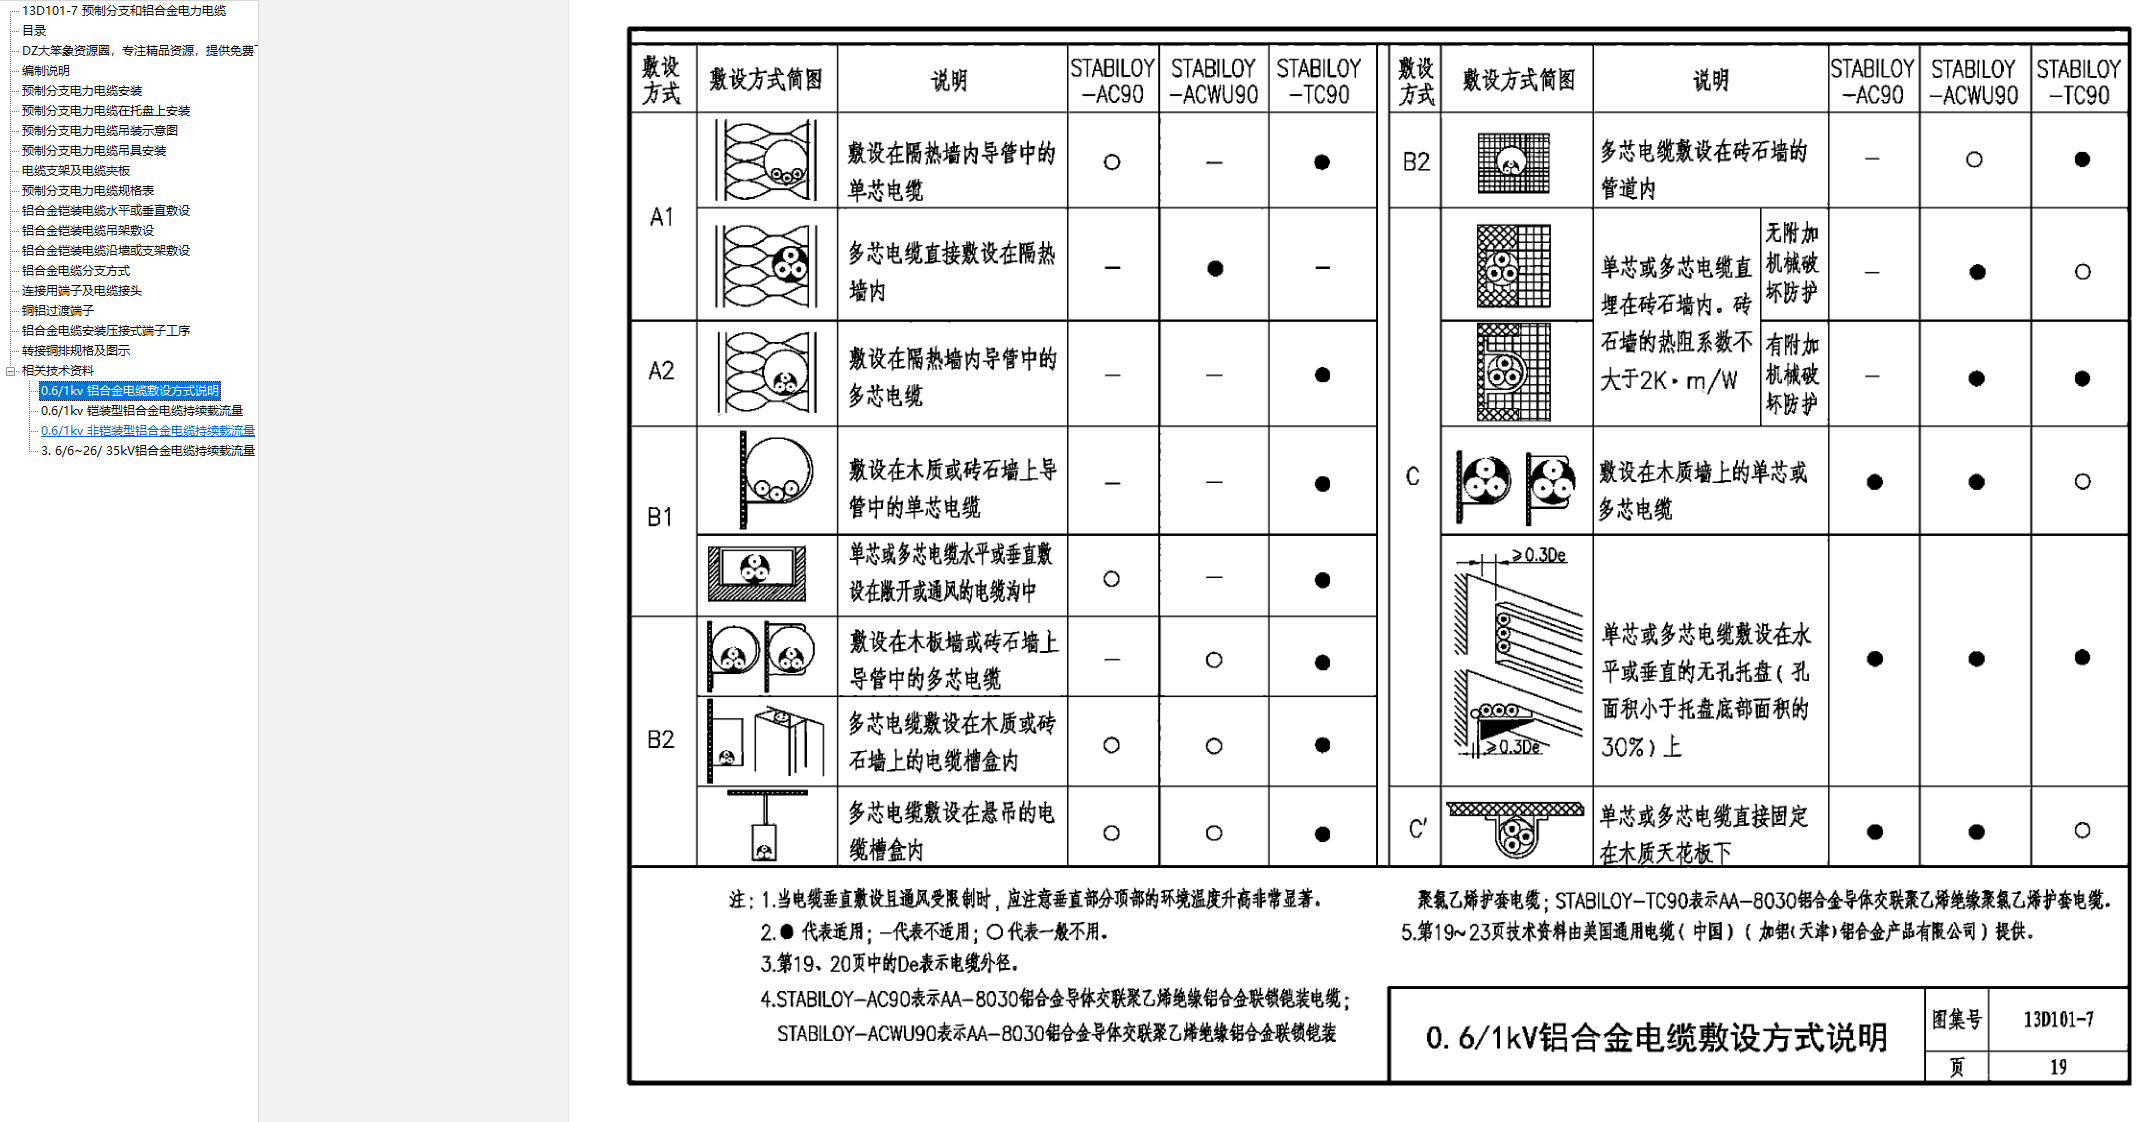 13D101-7 预制分支和铝合金电力电缆
目录
DZ大笨象资源圈，专注精品资源，提供免费下
编制说明
预制分支电力电缆安装
预制分支电力电缆在托盘上安装
预制分支电力电缆吊装示意图
预制分支电力电缆吊具安装
电缆支架及电缆夹板
预制分支电力电缆规格表
铝合金铠装电缆水平或垂直敷设
铝合金铠装电缆吊架敷设
铝合金铠装电缆沿墙或支架敷设
铝合金电缆分支方式
连接用端子及电缆接头
铜铝过渡端子
铝合金电缆安装压接式端子工序
转接铜排规格及图示
相关技术资料
0.6/1kv 铝合金电缆敷设方式说明
0.6/1kv 铠装型铝合金电缆持续载流量
0.6/1kv 非铠装型铝合金电缆持续载流量
3. 6/6~26/ 35kV铝合金电缆持续载流量
敷设方式 敷设方式简图 说明 STABILOY-AC90 STABILOY-ACWU90 STABILOY-TC90
A1
敷设在隔热墙内导管中的
单芯电缆
○ — ●
多芯电缆直接敷设在隔热
墙内
— ● —
A2
敷设在隔热墙内导管中的
多芯电缆
— — ●
B1
敷设在木质或砖石墙上导
管中的单芯电缆
— — ●
单芯或多芯电缆水平或垂直敷
设在敞开或通风的电缆沟中
○ — ●
B2
敷设在木板墙或砖石墙上
导管中的多芯电缆
— ○ ●
多芯电缆敷设在木质或砖
石墙上的电缆槽盒内
○ ○ ●
多芯电缆敷设在悬吊的电
缆槽盒内
○ ○ ●
敷设方式 敷设方式简图 说明 STABILOY-AC90 STABILOY-ACWU90 STABILOY-TC90
B2
多芯电缆敷设在砖石墙的
管道内
— ○ ●
C
单芯或多芯电缆直
埋在砖石墙内。砖
石墙的热阻系数不
大于2K·m/W
无附加
机械破
坏防护
— ● ○
有附加
机械破
坏防护
— ● ●
敷设在木质墙上的单芯或
多芯电缆
● ● ○
≥0.3De
≥0.3De
单芯或多芯电缆敷设在水
平或垂直的无孔托盘(孔
面积小于托盘底部面积的
30%)上
● ● ●
C'
单芯或多芯电缆直接固定
在木质天花板下
● ● ○
注: 1.当电缆垂直敷设且通风受限制时, 应注意垂直部分顶部的环境温度升高非常显著。
2.● 代表适用; —代表不适用; ○ 代表一般不用。
3.第19、20页中的De表示电缆外径。
4.STABILOY-AC90表示AA-8030铝合金导体交联聚乙烯绝缘铝合金联锁铠装电缆;
STABILOY-ACWU90表示AA-8030铝合金导体交联聚乙烯绝缘铝合金联锁铠装
聚氯乙烯护套电缆; STABILOY-TC90表示AA-8030铝合金导体交联聚乙烯绝缘聚氯乙烯护套电缆。
5.第19~23页技术资料由美国通用电缆(中国)(加铝(天津)铝合金产品有限公司)提供。
0.6/1kV铝合金电缆敷设方式说明
图集号 13D101-7
页 19